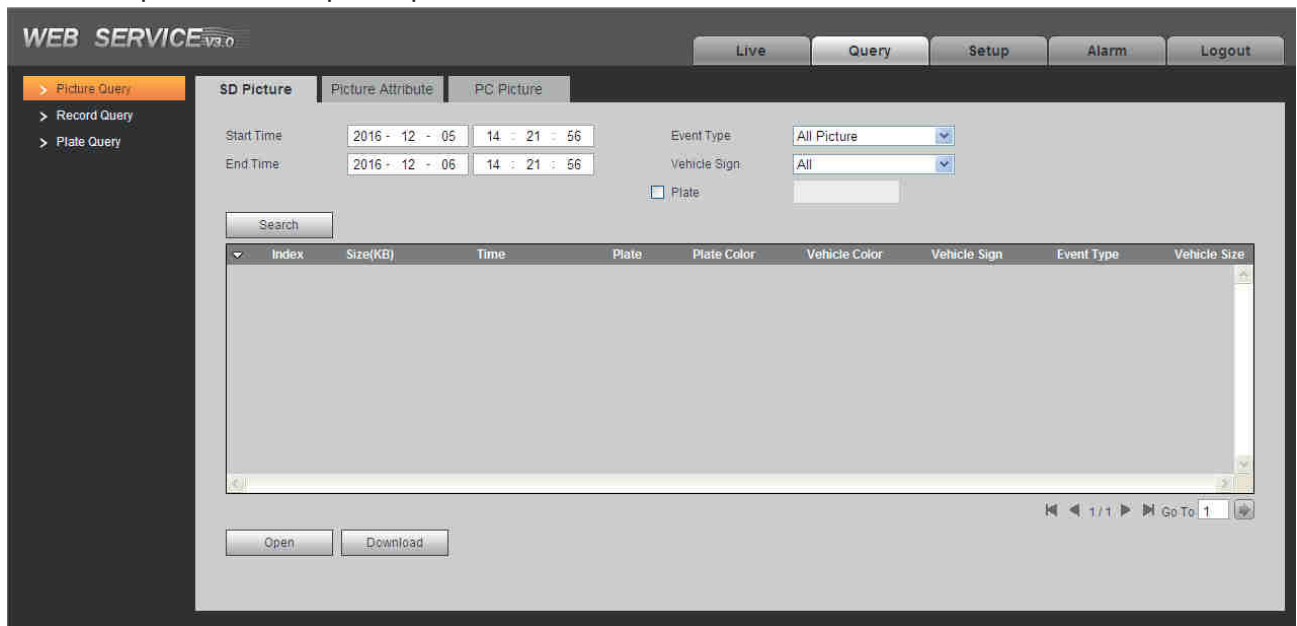 WEB SERVICE V3.0
Live Query Setup Alarm Logout
> Picture Query
> Record Query
> Plate Query
SD Picture Picture Attribute PC Picture
Start Time 2016 - 12 - 05 14 : 21 : 56 Event Type All Picture
End Time 2016 - 12 - 06 14 : 21 : 56 Vehicle Sign All
Plate
Search
Index Size(KB) Time Plate Plate Color Vehicle Color Vehicle Sign Event Type Vehicle Size
1/1 Go To 1
Open Download